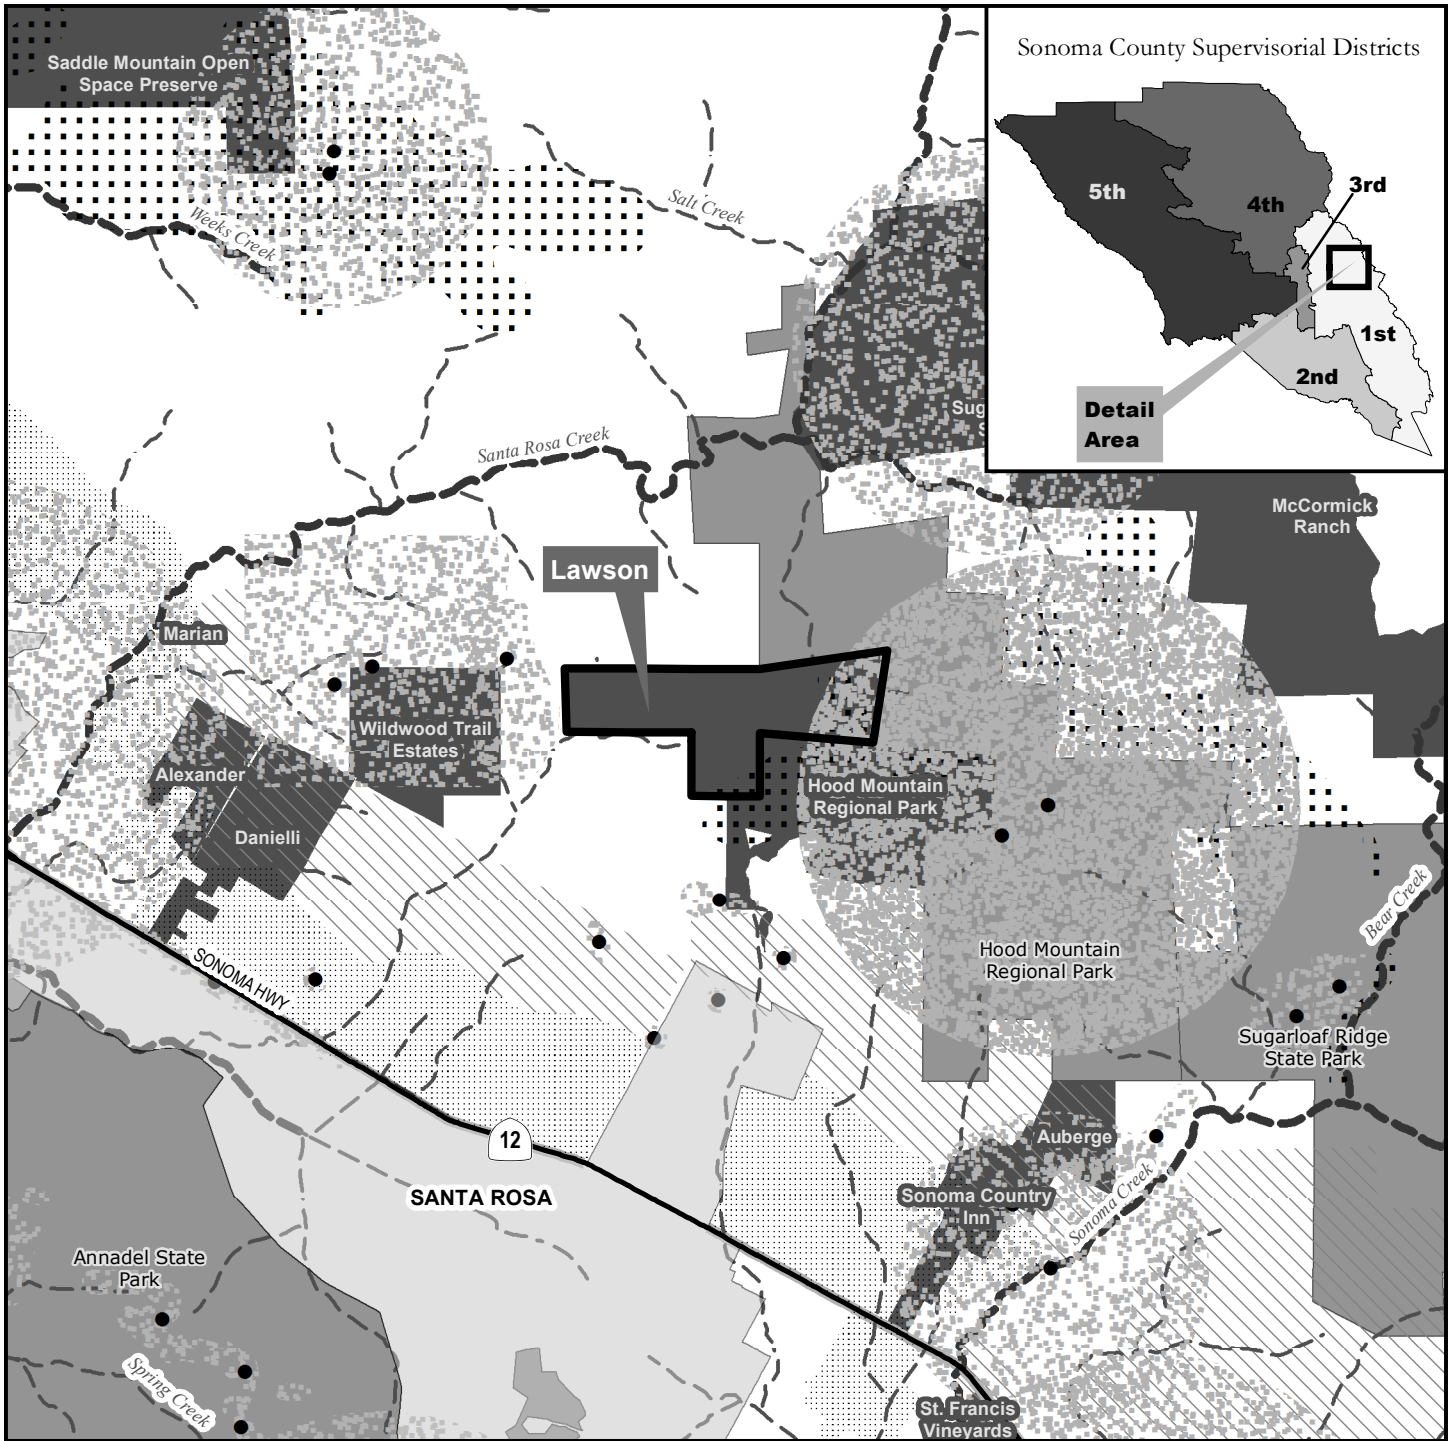 Saddle Mountain Open
Space Preserve
Sonoma County Supervisorial Districts
5th
4th
3rd
1st
2nd
Detail
Area
Weeks Creek
Salt Creek
Santa Rosa Creek
McCormick
Ranch
Lawson
Marian
Wildwood Trail
Estates
Alexander
Danielli
Hood Mountain
Regional Park
Hood Mountain
Regional Park
Bear Creek
SONOMA HWY
Sugarloaf Ridge
State Park
12
SANTA ROSA
Auberge
Sonoma Country
Inn
Sonoma Creek
Annadel State
Park
Spring Creek
St. Francis
Vineyards